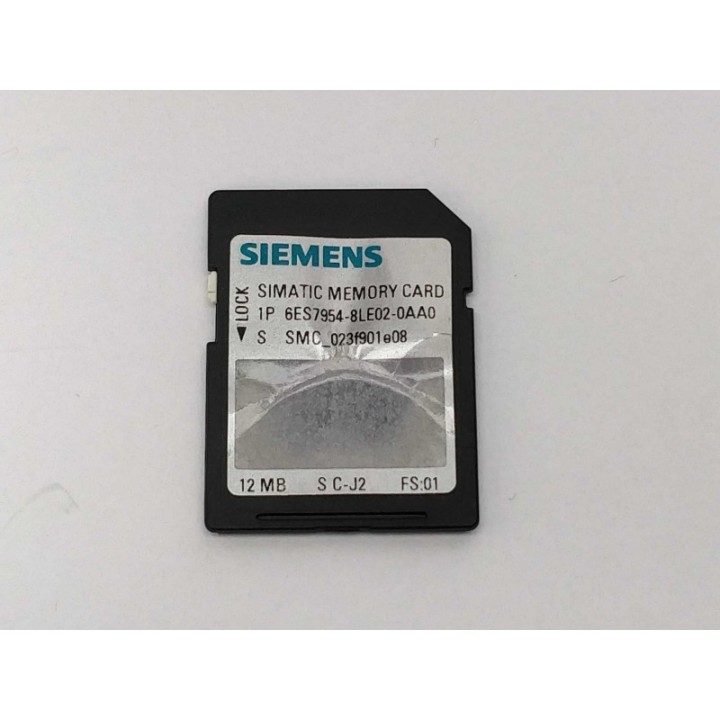 SIEMENS
◄LOCK
SIMATIC MEMORY CARD
1P 6ES7954-8LE02-0AA0
S SMC_023f901e08
12 MB S C-J2 FS:01